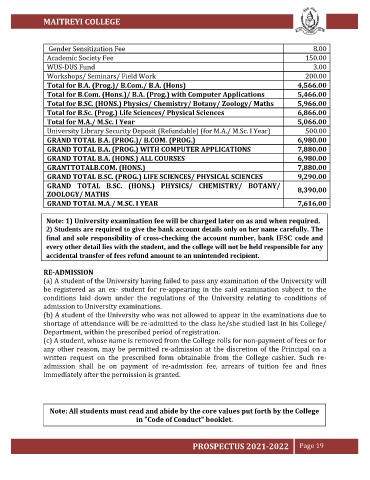 MAITREYI COLLEGE
Gender Sensitization Fee 8.00
Academic Society Fee 150.00
WUS-DUS Fund 3.00
Workshops/ Seminars/ Field Work 200.00
Total for B.A. (Prog.)/ B.Com./ B.A. (Hons) 4,566.00
Total for B.Com. (Hons.)/ B.A. (Prog.) with Computer Applications 5,466.00
Total for B.SC. (HONS.) Physics/ Chemistry/ Botany/ Zoology/ Maths 5,966.00
Total for B.Sc. (Prog.) Life Sciences/ Physical Sciences 6,866.00
Total for M.A./ M.Sc. I Year 5,066.00
University Library Security Deposit (Refundable) (for M.A./ M.Sc. I Year) 500.00
GRAND TOTAL B.A. (PROG.)/ B.COM. (PROG.) 6,980.00
GRAND TOTAL B.A. (PROG.) WITH COMPUTER APPLICATIONS 7,880.00
GRAND TOTAL B.A. (HONS.) ALL COURSES 6,980.00
GRANTTOTALB.COM. (HONS.) 7,880.00
GRAND TOTAL B.SC. (PROG.) LIFE SCIENCES/ PHYSICAL SCIENCES 9,290.00
GRAND TOTAL B.SC. (HONS.) PHYSICS/ CHEMISTRY/ BOTANY/
ZOOLOGY/ MATHS 8,390.00
GRAND TOTAL M.A./ M.SC. I YEAR 7,616.00
Note: 1) University examination fee will be charged later on as and when required.
2) Students are required to give the bank account details only on her name carefully. The
final and sole responsibility of cross-checking the account number, bank IFSC code and
every other detail lies with the student, and the college will not be held responsible for any
accidental transfer of fees refund amount to an unintended recipient.
RE-ADMISSION
(a) A student of the University having failed to pass any examination of the University will
be registered as an ex- student for re-appearing in the said examination subject to the
conditions laid down under the regulations of the University relating to conditions of
admission to University examinations.
(b) A student of the University who was not allowed to appear in the examinations due to
shortage of attendance will be re-admitted to the class he/she studied last in his College/
Department, within the prescribed period of registration.
(c) A student, whose name is removed from the College rolls for non-payment of fees or for
any other reason, may be permitted re-admission at the discretion of the Principal on a
written request on the prescribed form obtainable from the College cashier. Such re-
admission shall be on payment of re-admission fee, arrears of tuition fee and fines
immediately after the permission is granted.
Note: All students must read and abide by the core values put forth by the College
in "Code of Conduct" booklet.
PROSPECTUS 2021-2022 Page 19